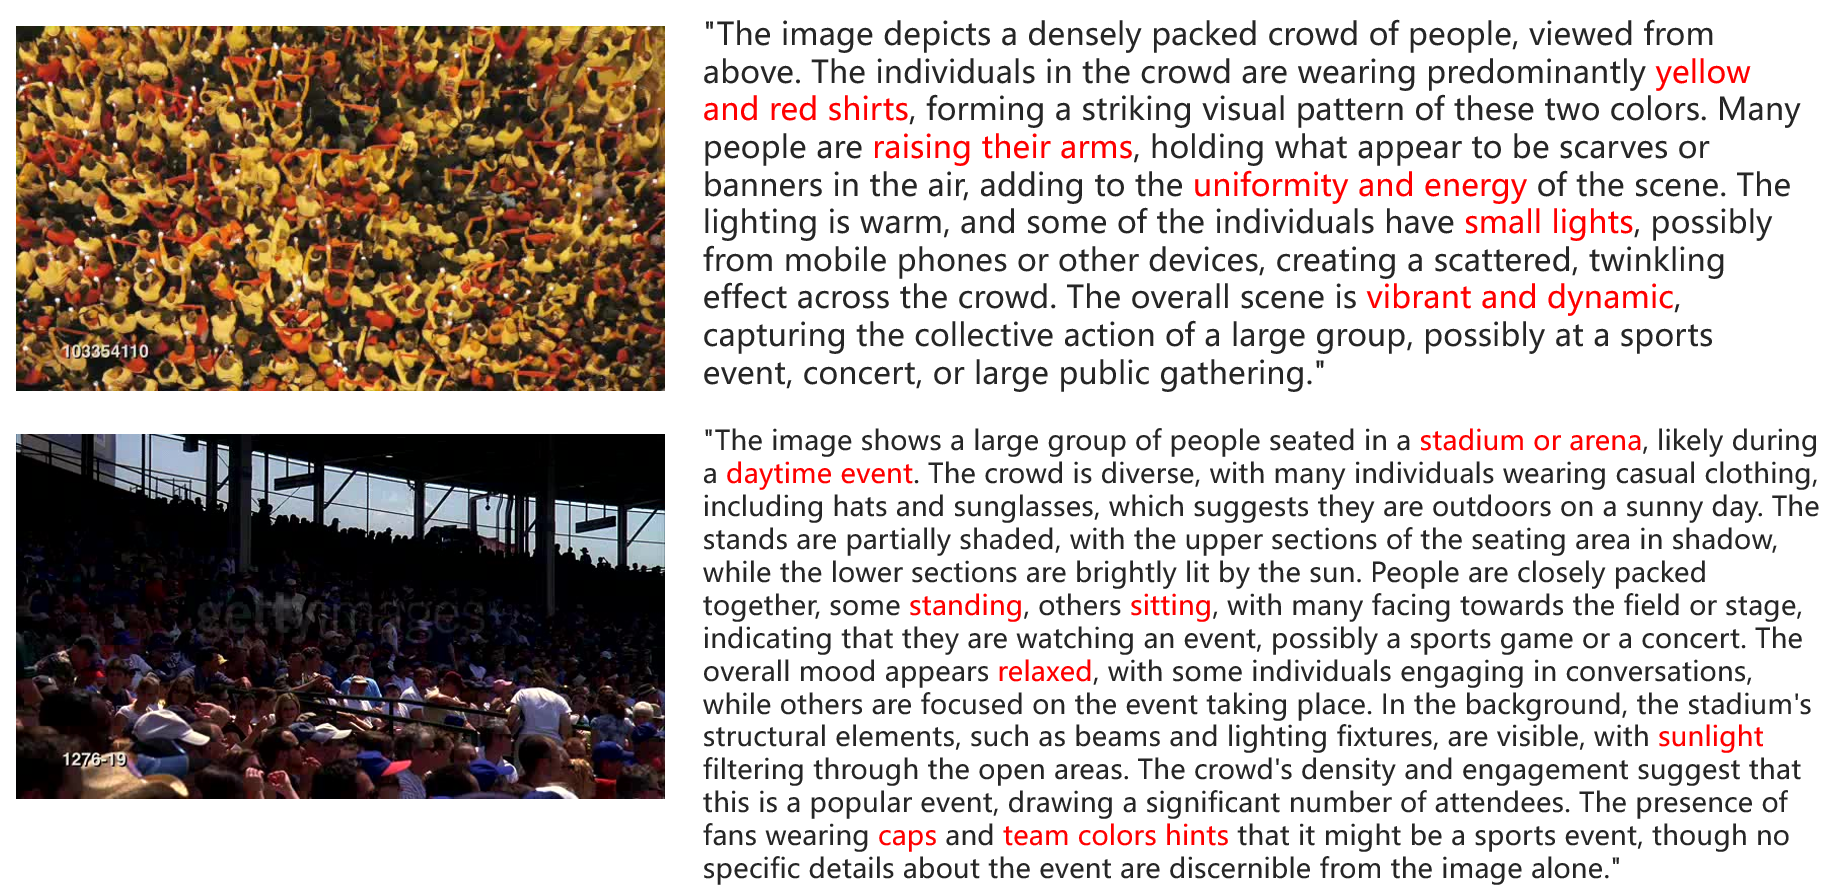 "The image depicts a densely packed crowd of people, viewed from
above. The individuals in the crowd are wearing predominantly yellow
and red shirts, forming a striking visual pattern of these two colors. Many
people are raising their arms, holding what appear to be scarves or
banners in the air, adding to the uniformity and energy of the scene. The
lighting is warm, and some of the individuals have small lights, possibly
from mobile phones or other devices, creating a scattered, twinkling
effect across the crowd. The overall scene is vibrant and dynamic,
capturing the collective action of a large group, possibly at a sports
event, concert, or large public gathering."
103354110
"The image shows a large group of people seated in a stadium or arena, likely during
a daytime event. The crowd is diverse, with many individuals wearing casual clothing,
including hats and sunglasses, which suggests they are outdoors on a sunny day. The
stands are partially shaded, with the upper sections of the seating area in shadow,
while the lower sections are brightly lit by the sun. People are closely packed
together, some standing, others sitting, with many facing towards the field or stage,
indicating that they are watching an event, possibly a sports game or a concert. The
overall mood appears relaxed, with some individuals engaging in conversations,
while others are focused on the event taking place. In the background, the stadium's
structural elements, such as beams and lighting fixtures, are visible, with sunlight
filtering through the open areas. The crowd's density and engagement suggest that
this is a popular event, drawing a significant number of attendees. The presence of
fans wearing caps and team colors hints that it might be a sports event, though no
specific details about the event are discernible from the image alone."
gettyimages
1276-19